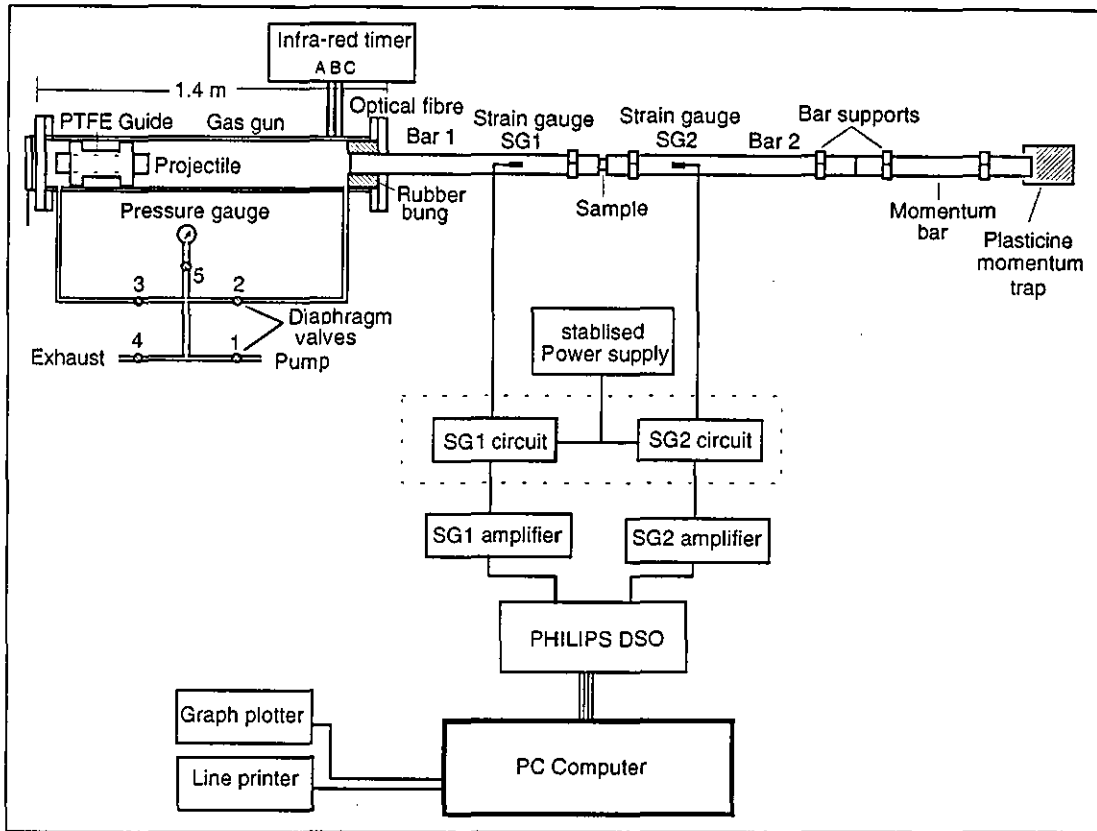 Infra-red timer
A B C
1.4 m
Optical fibre
PTFE Guide
Gas gun
Bar 1
Strain gauge
SG1
Strain gauge
SG2
Bar 2
Bar supports
Projectile
Rubber
bung
Pressure gauge
Sample
Momentum
bar
Plasticine
momentum
trap
5
3
2
Diaphragm
valves
4
1
Exhaust
Pump
stablised
Power supply
SG1 circuit
SG2 circuit
SG1 amplifier
SG2 amplifier
PHILIPS DSO
Graph plotter
Line printer
PC Computer